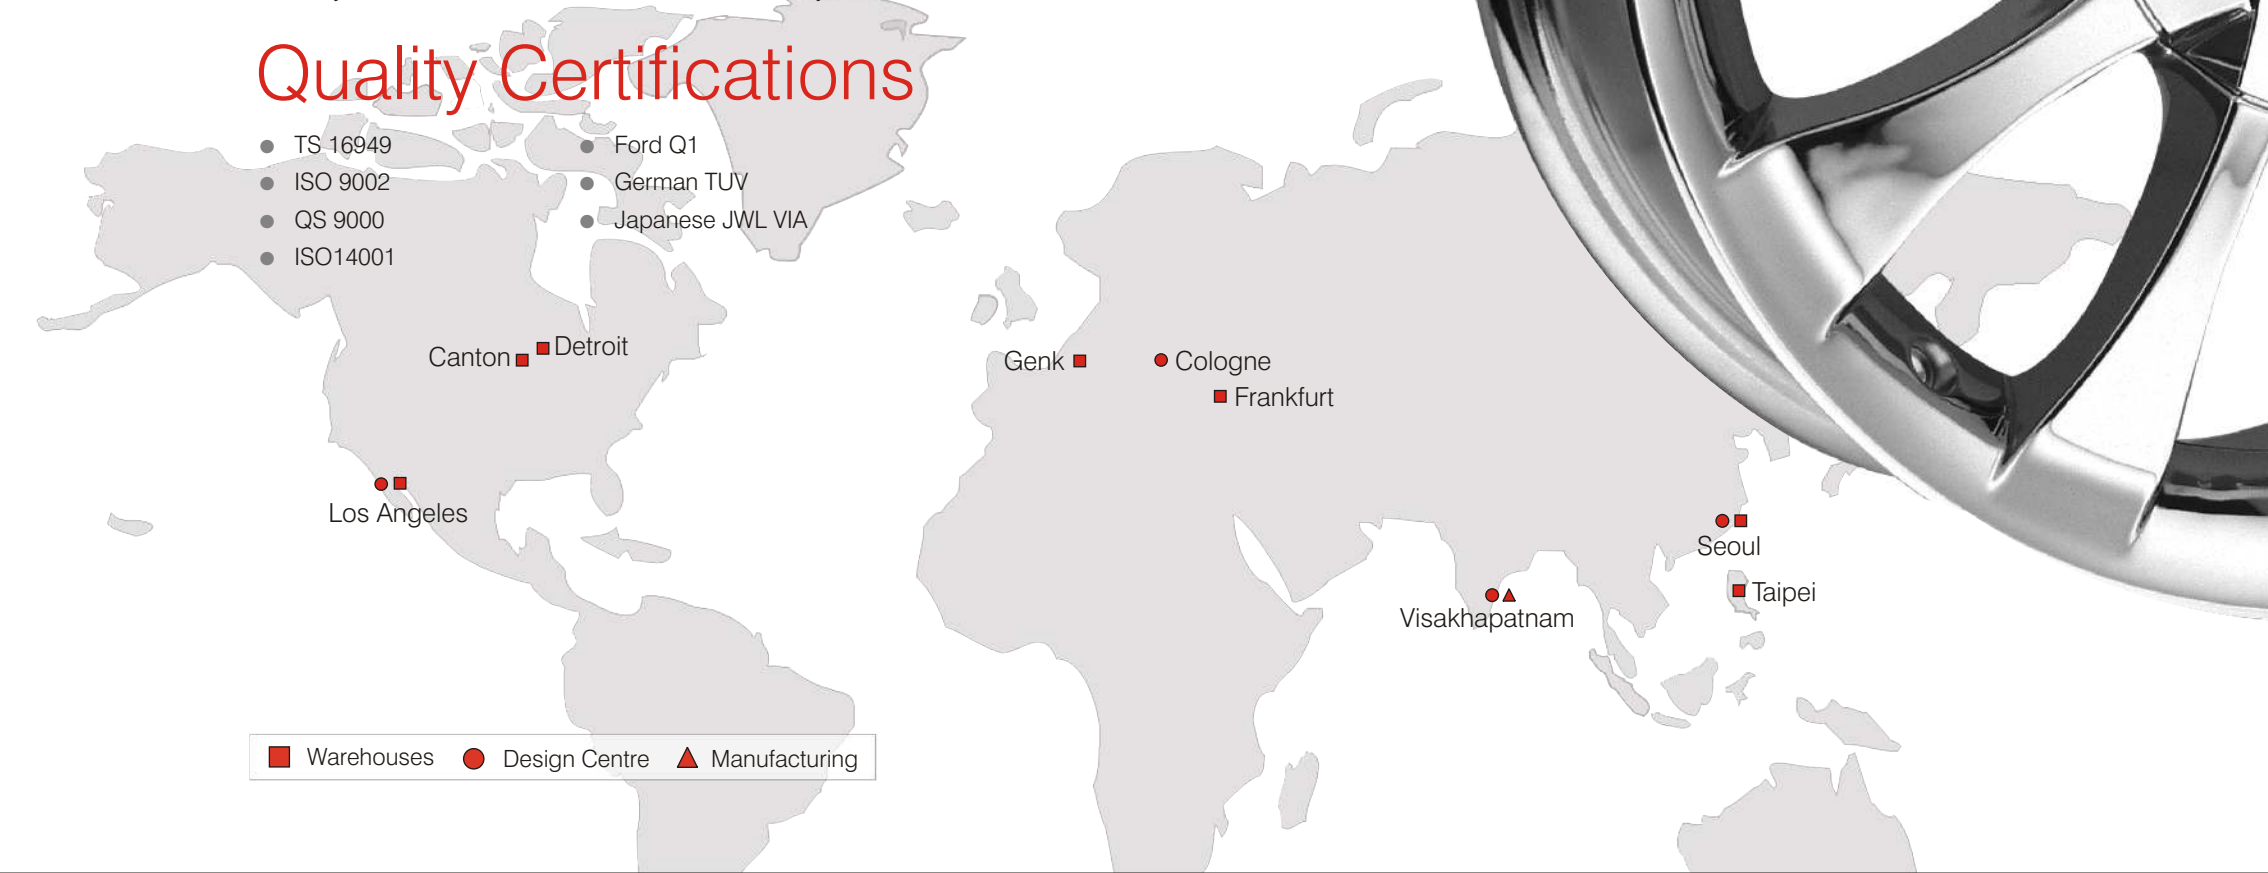 Quality Certifications
TS 16949
ISO 9002
QS 9000
ISO14001
Ford Q1
German TUV
Japanese JWL VIA
Canton
Detroit
Genk
Cologne
Frankfurt
Los Angeles
Seoul
Taipei
Visakhapatnam
Warehouses Design Centre Manufacturing